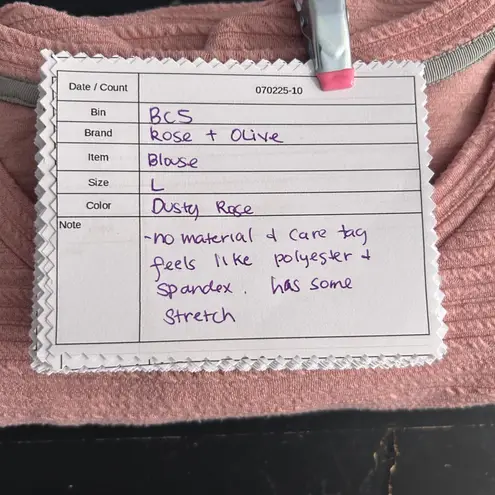 Date / Count 070225-10
Bin BC5
Brand Rose + Olive
Item Blouse
Size L
Color Dusty Rose
Note -no material & care tag
feels like polyester &
spandex. has some
stretch